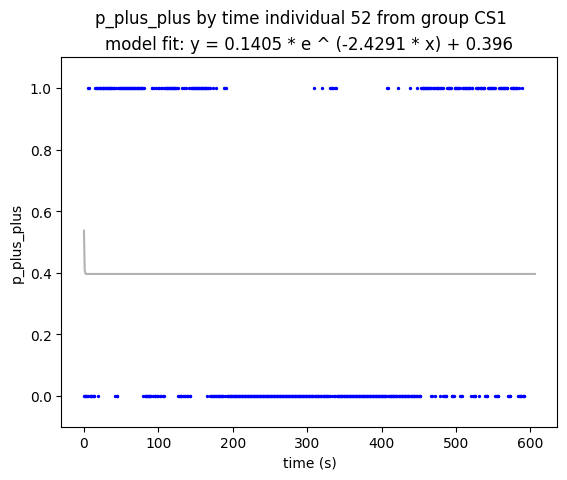 p_plus_plus by time individual 52 from group CS1
model fit: y = 0.1405 * e ^ (-2.4291 * x) + 0.396
1.0
0.8
0.6
0.4
0.2
0.0
p_plus_plus
0 100 200 300 400 500 600
time (s)